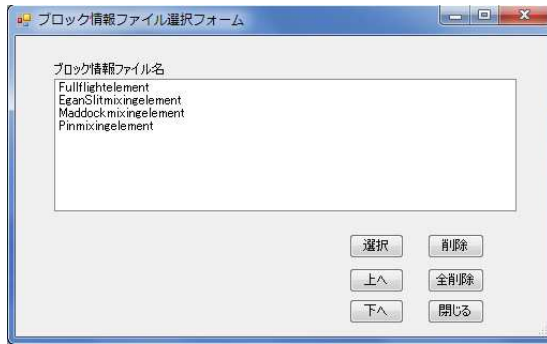 ブロック情報ファイル選択フォーム
ブロック情報ファイル名
Fullflightelement
EganSlitmixingelement
Maddockmixingelement
Pinmixingelement
選択 削除
上へ 全削除
下へ 閉じる